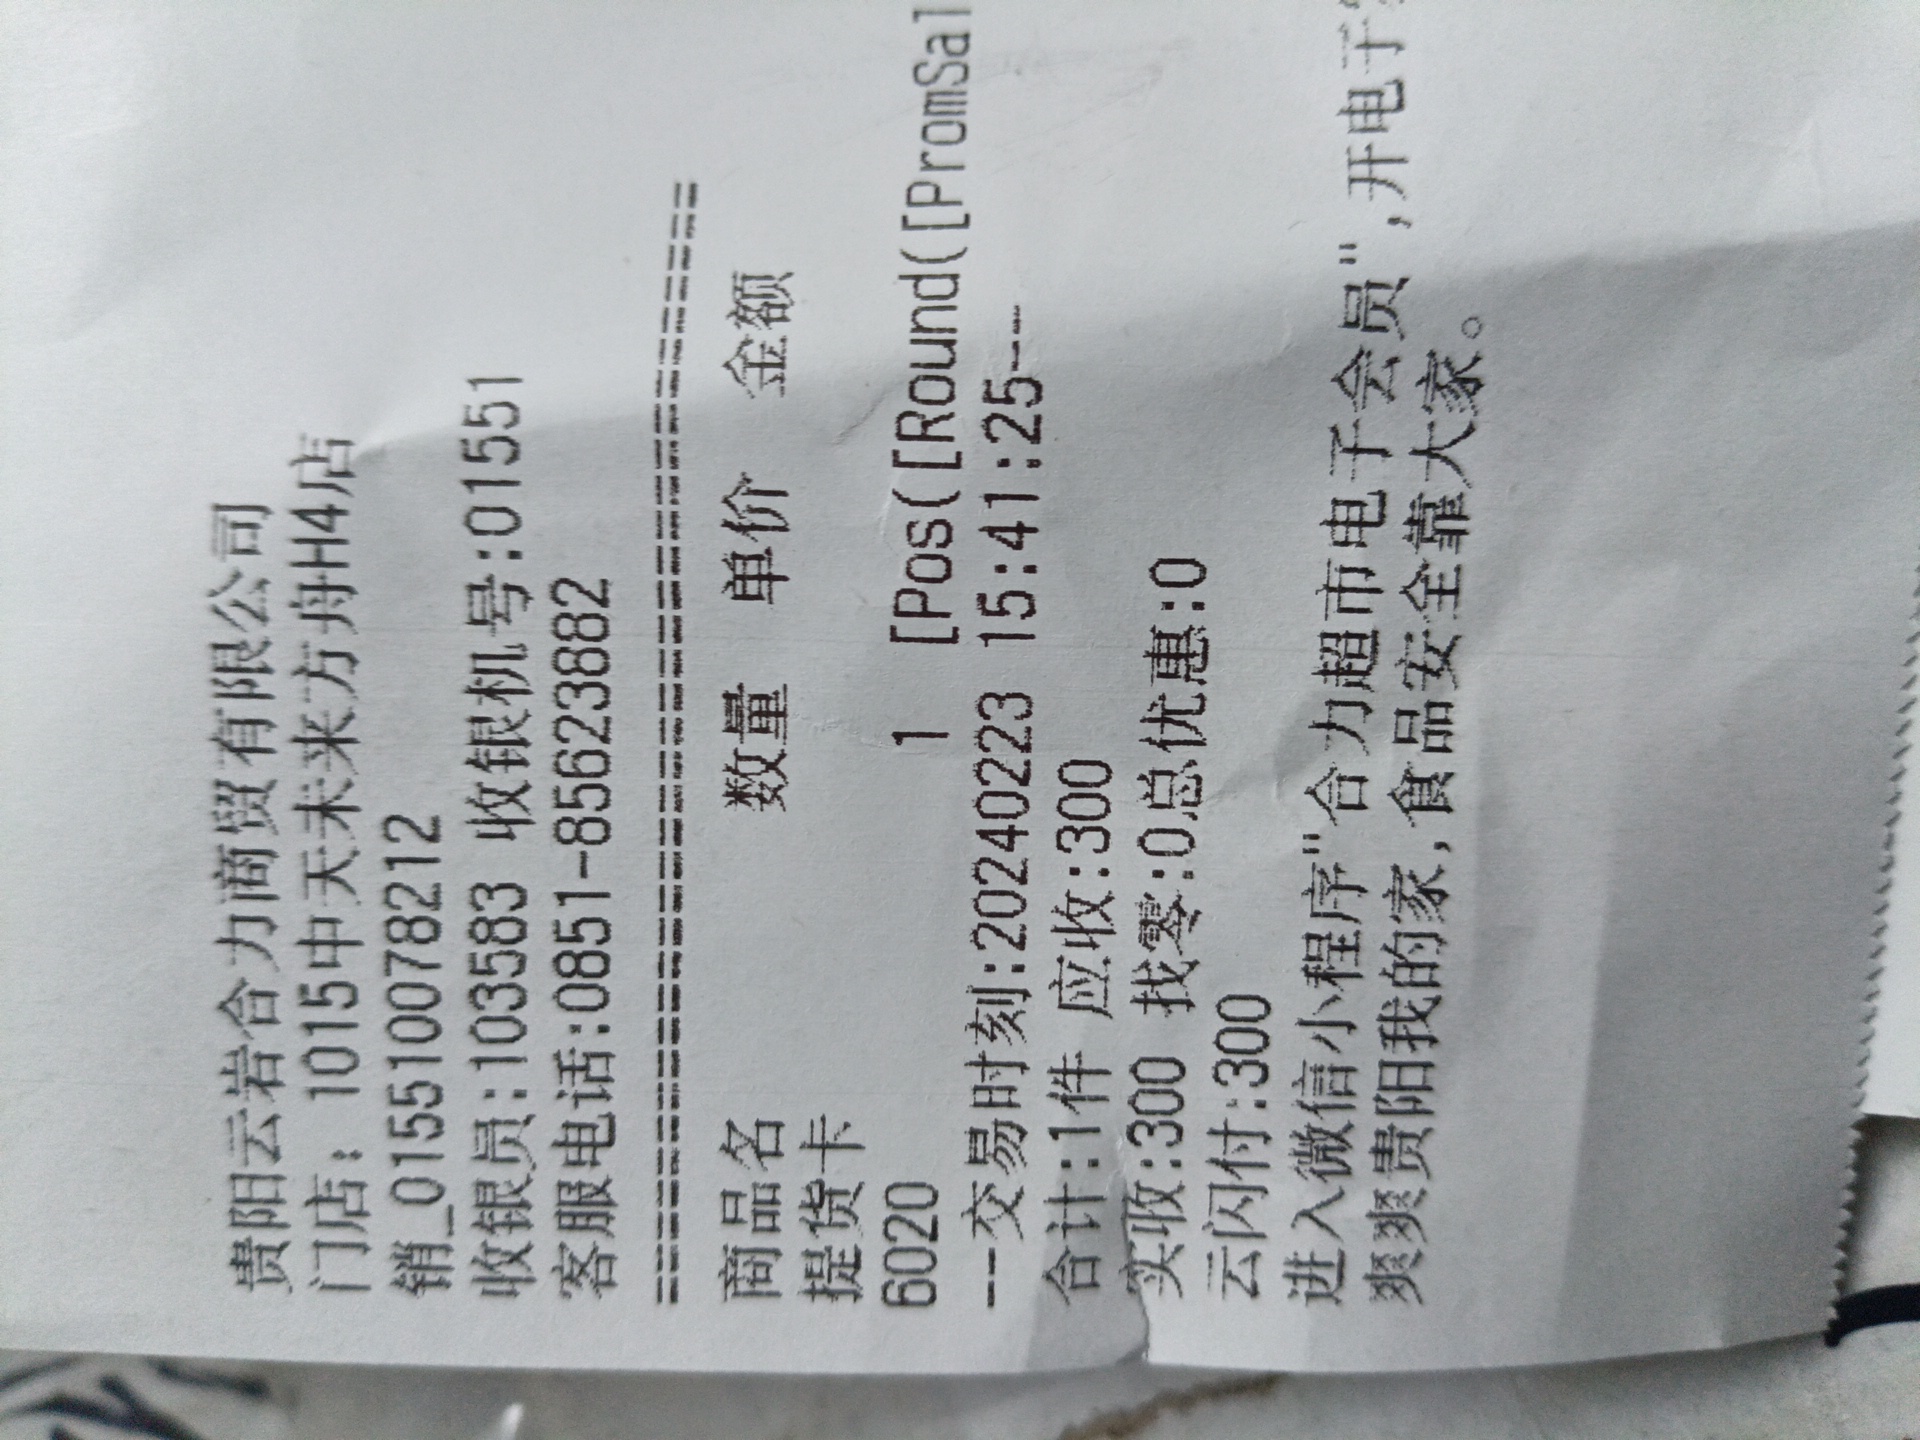 贵阳云岩合力商贸有限公司
门店: 1015中天未来方舟H4店
销_015510078212
收银员:103583 收银机号:01551
客服电话:0851-85623882
================================================
商品名 数量 单价 金额
提货卡
6020 1 [Pos([Round([PromSal
--交易时刻:20240223 15:41:25---
合计:1件 应收:300
实收:300 找零:0总优惠:0
云闪付:300
进入微信小程序"合力超市电子会员",开电子
爽爽贵阳我的家,食品安全靠大家。